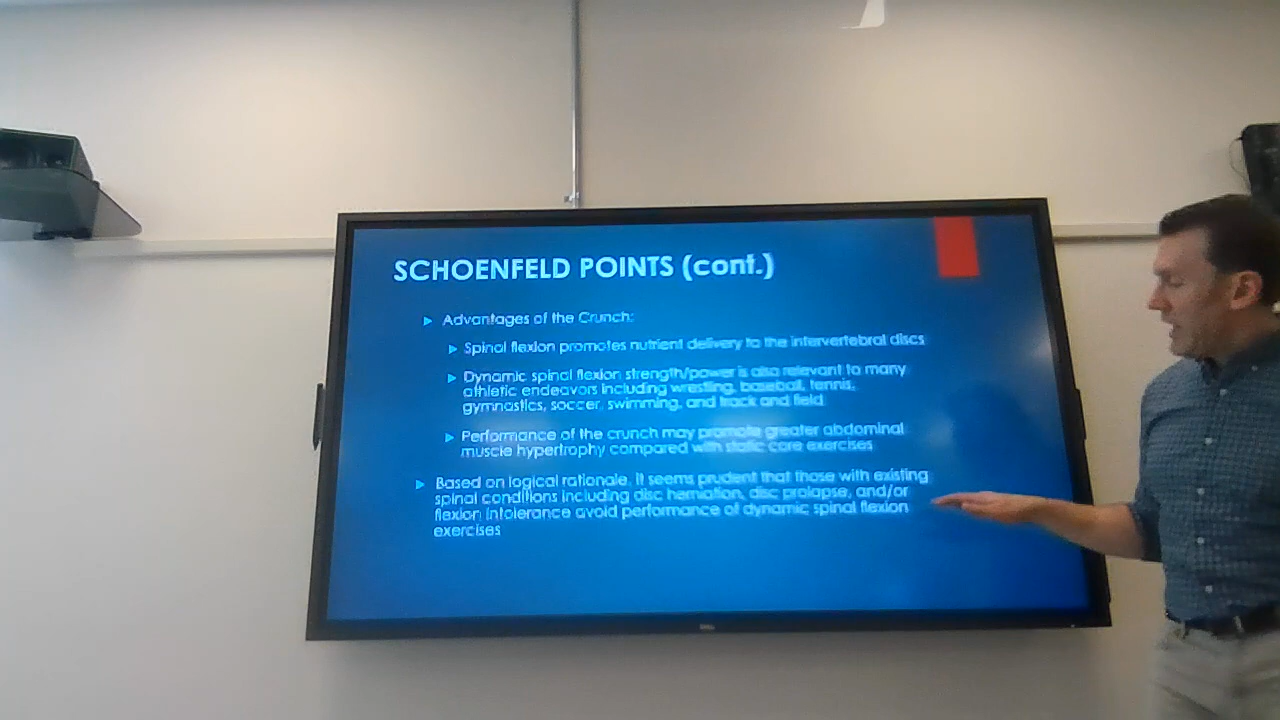 SCHOENFELD POINTS (cont.)
Advantages of the Crunch:
Spinal flexion promotes nutrient delivery to the intervertebral discs
Dynamic spinal flexion strength/power is also relevant to many
athletic endeavors including wrestling, baseball, tennis,
gymnastics, soccer, swimming, and track and field
Performance of the crunch may promote greater abdominal
muscle hypertrophy compared with static core exercises
Based on logical rationale, it seems prudent that those with existing
spinal conditions including disc herniation, disc prolapse, and/or
flexion intolerance avoid performance of dynamic spinal flexion
exercises